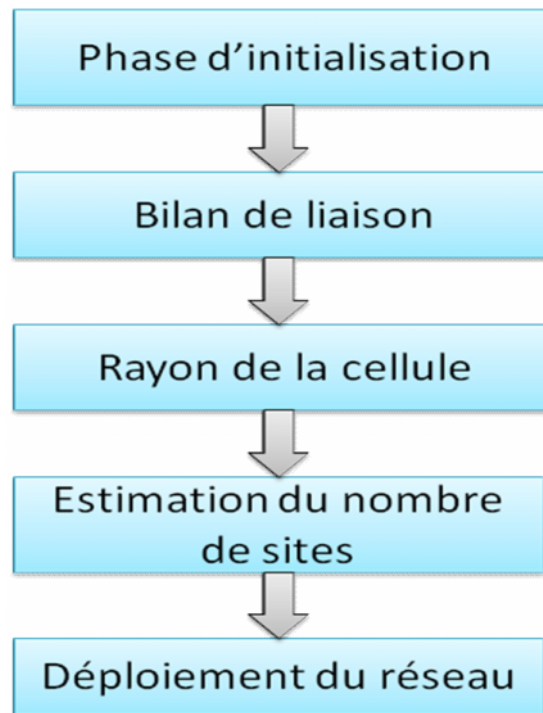 Phase d’initialisation
Bilan de liaison
Rayon de la cellule
Estimation du nombre
de sites
Déploiement du réseau